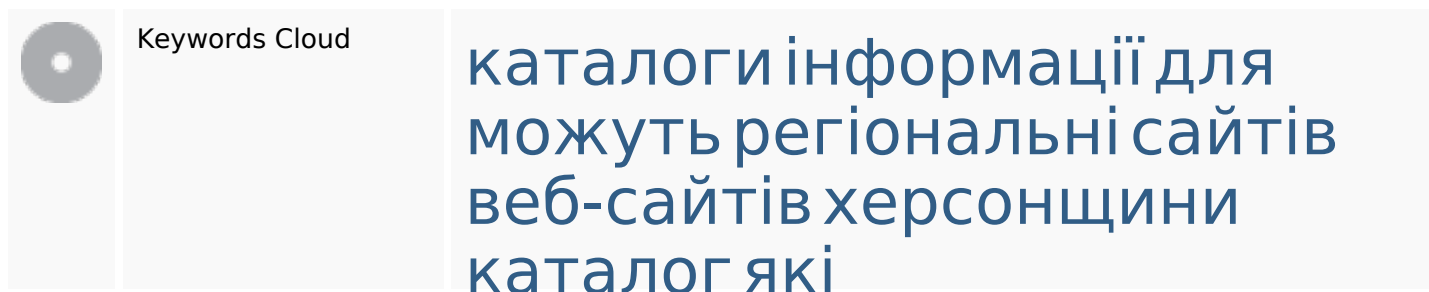 Keywords Cloud
каталоги інформації для
можуть регіональні сайтів
веб-сайтів херсонщини
каталог які